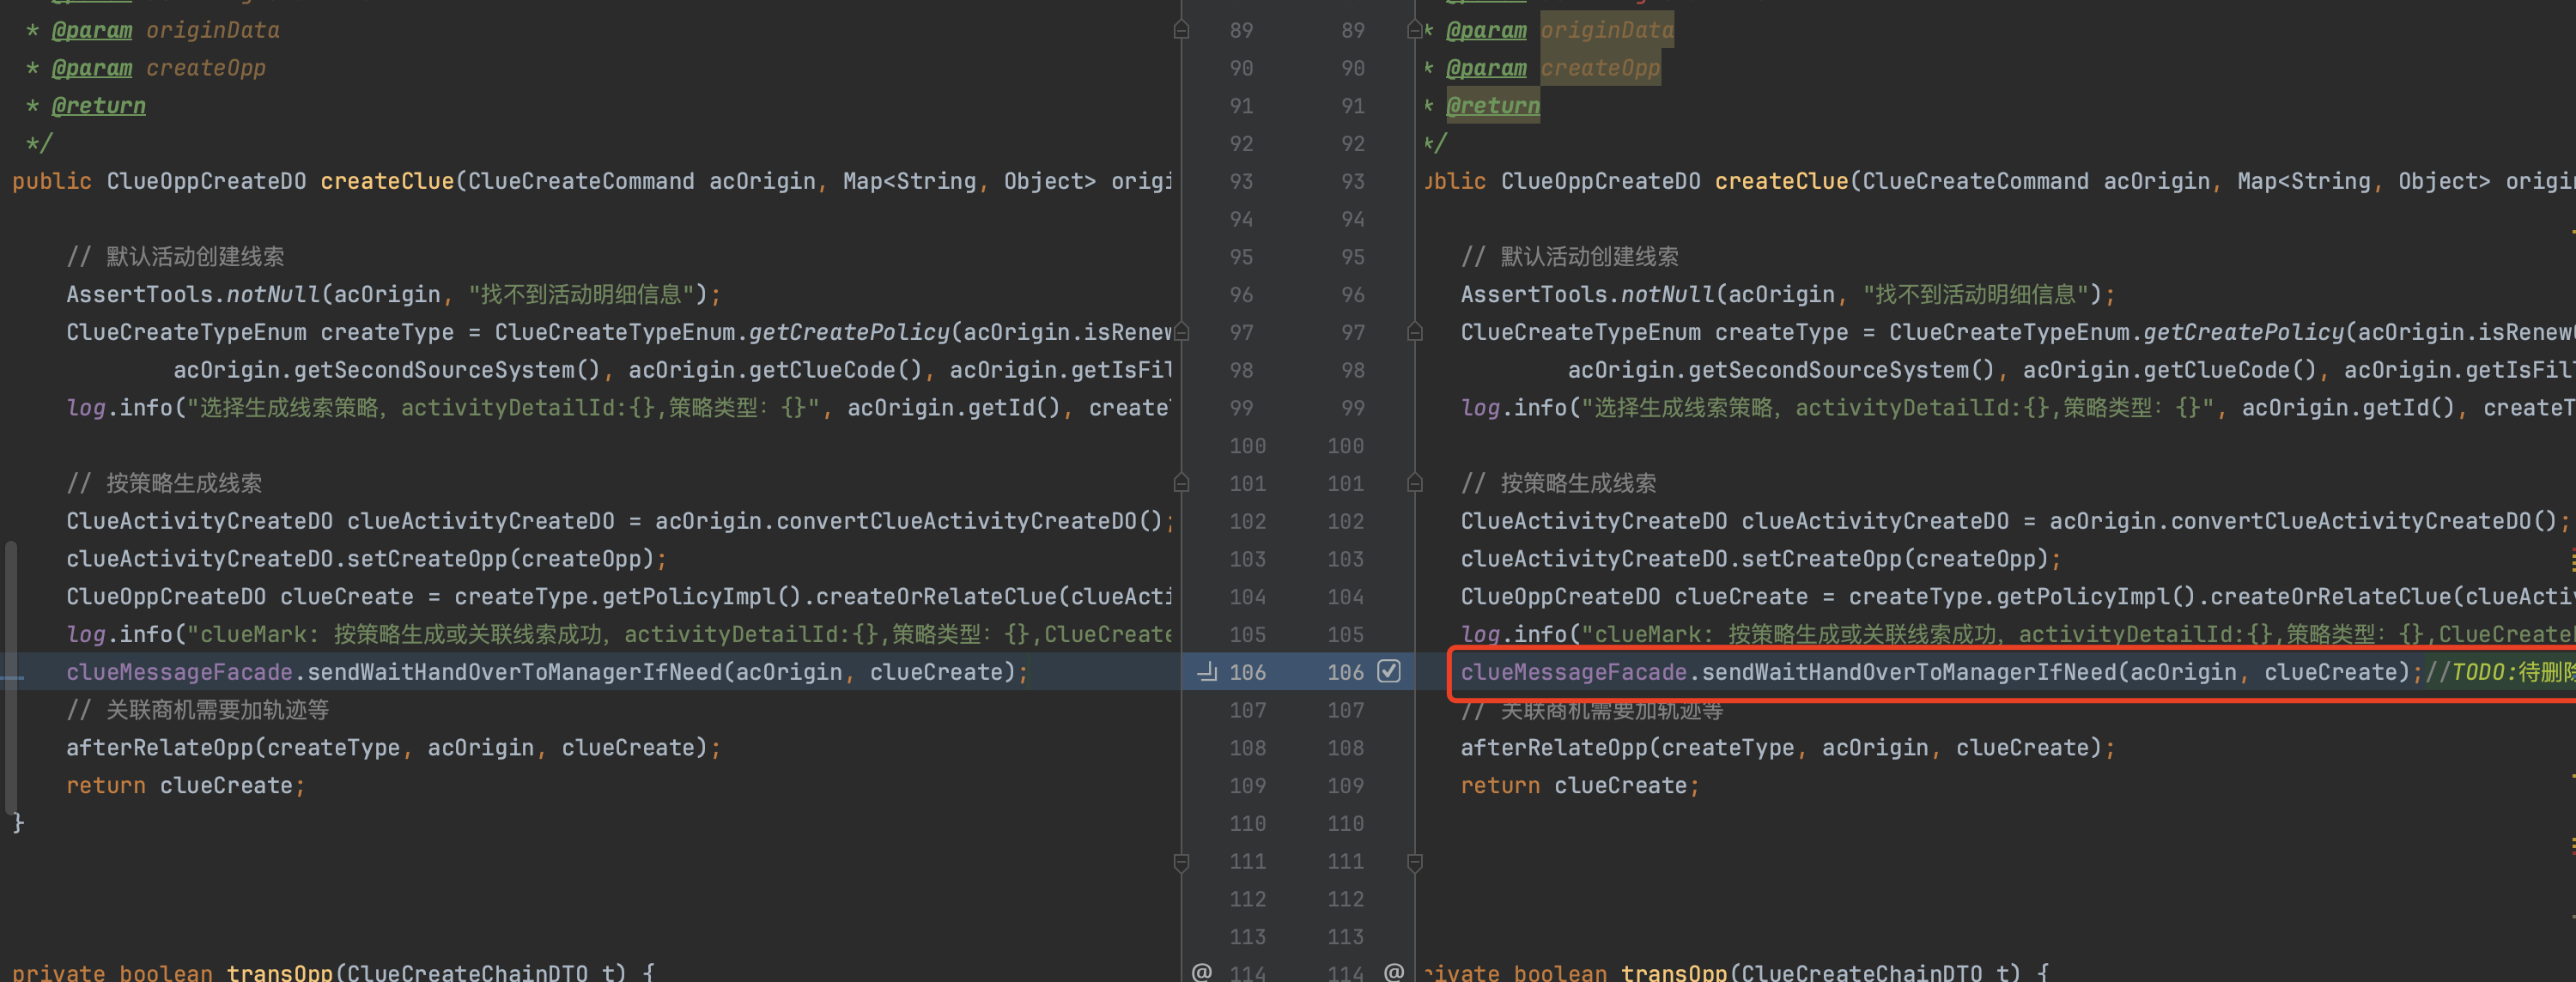 * @param originData
* @param createOpp
* @return
*/
public ClueOppCreateDO createClue(ClueCreateCommand acOrigin, Map<String, Object> origi
// 默认活动创建线索
AssertTools.notNull(acOrigin, "找不到活动明细信息");
ClueCreateTypeEnum createType = ClueCreateTypeEnum.getCreatePolicy(acOrigin.isRenew
acOrigin.getSecondSourceSystem(), acOrigin.getClueCode(), acOrigin.getIsFil
log.info("选择生成线索策略，activityDetailId:{},策略类型：{}", acOrigin.getId(), create
// 按策略生成线索
ClueActivityCreateDO clueActivityCreateDO = acOrigin.convertClueActivityCreateDO();
clueActivityCreateDO.setCreateOpp(createOpp);
ClueOppCreateDO clueCreate = createType.getPolicyImpl().createOrRelateClue(clueActi
log.info("clueMark: 按策略生成或关联线索成功，activityDetailId:{},策略类型：{},ClueCreate
clueMessageFacade.sendWaitHandOverToManagerIfNeed(acOrigin, clueCreate);
// 关联商机需要加轨迹等
afterRelateOpp(createType, acOrigin, clueCreate);
return clueCreate;
}
private boolean transOpp(ClueCreateChainDTO t) {
89 89
90 90
91 91
92 92
93 93
94 94
95 95
96 96
97 97
98 98
99 99
100 100
101 101
102 102
103 103
104 104
105 105
106 106
107 107
108 108
109 109
110 110
111 111
112 112
113 113
@ 114 114 @
* @param originData
* @param createOpp
* @return
*/
ublic ClueOppCreateDO createClue(ClueCreateCommand acOrigin, Map<String, Object> origi
// 默认活动创建线索
AssertTools.notNull(acOrigin, "找不到活动明细信息");
ClueCreateTypeEnum createType = ClueCreateTypeEnum.getCreatePolicy(acOrigin.isRenew
acOrigin.getSecondSourceSystem(), acOrigin.getClueCode(), acOrigin.getIsFil
log.info("选择生成线索策略，activityDetailId:{},策略类型：{}", acOrigin.getId(), createT
// 按策略生成线索
ClueActivityCreateDO clueActivityCreateDO = acOrigin.convertClueActivityCreateDO();
clueActivityCreateDO.setCreateOpp(createOpp);
ClueOppCreateDO clueCreate = createType.getPolicyImpl().createOrRelateClue(clueActiv
log.info("clueMark: 按策略生成或关联线索成功，activityDetailId:{},策略类型：{},ClueCreate
clueMessageFacade.sendWaitHandOverToManagerIfNeed(acOrigin, clueCreate);//TODO:待删除
// 关联商机需要加轨迹等
afterRelateOpp(createType, acOrigin, clueCreate);
return clueCreate;
rivate boolean transOpp(ClueCreateChainDTO t) {